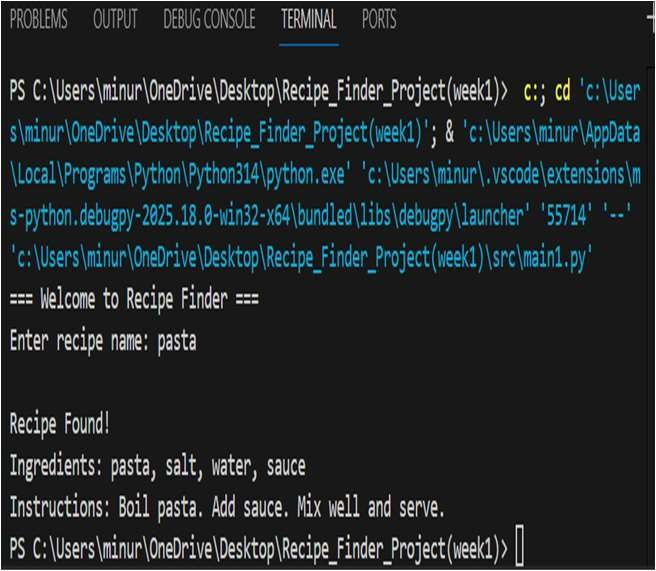 PROBLEMS OUTPUT DEBUG CONSOLE TERMINAL PORTS
PS C:\Users\minur\OneDrive\Desktop\Recipe_Finder_Project(week1)> c:; cd 'c:\User
s\minur\OneDrive\Desktop\Recipe_Finder_Project(week1)'; & 'c:\Users\minur\AppData
\Local\Programs\Python\Python314\python.exe' 'c:\Users\minur\.vscode\extensions\m
s-python.debugpy-2025.18.0-win32-x64\bundled\libs\debugpy\launcher' '55714' '--'
'c:\Users\minur\OneDrive\Desktop\Recipe_Finder_Project(week1)\src\main1.py'
=== Welcome to Recipe Finder ===
Enter recipe name: pasta
Recipe Found!
Ingredients: pasta, salt, water, sauce
Instructions: Boil pasta. Add sauce. Mix well and serve.
PS C:\Users\minur\OneDrive\Desktop\Recipe_Finder_Project(week1)>